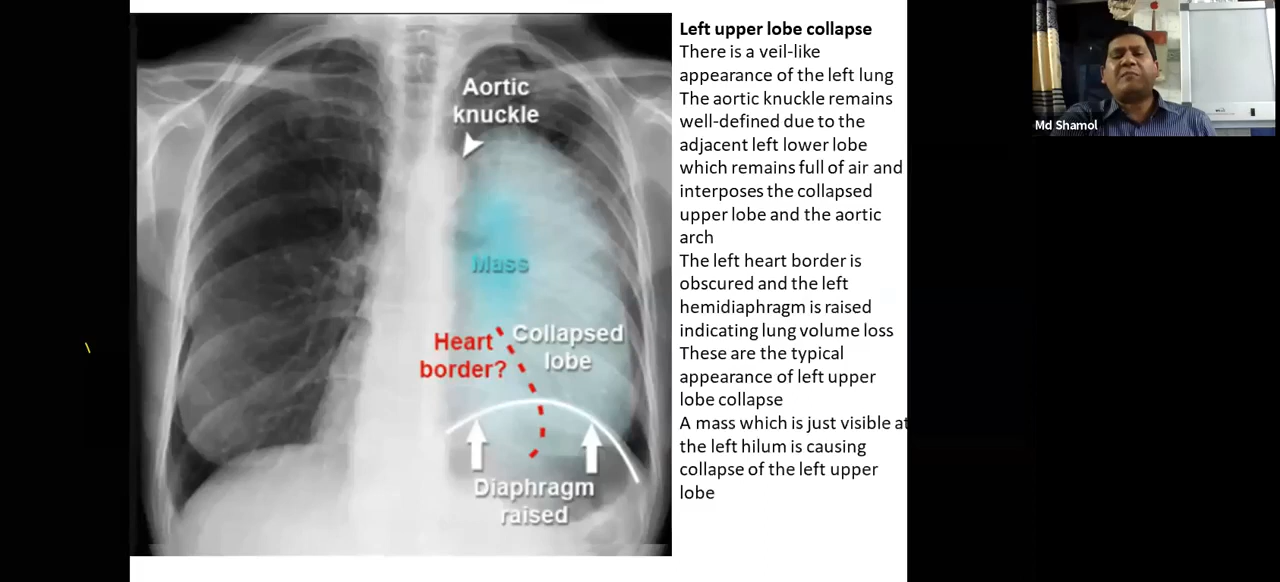 Aortic
knuckle
Mass
Heart
border?
Collapsed
lobe
Diaphragm
raised
Left upper lobe collapse
There is a veil-like
appearance of the left lung
The aortic knuckle remains
well-defined due to the
adjacent left lower lobe
which remains full of air and
interposes the collapsed
upper lobe and the aortic
arch
The left heart border is
obscured and the left
hemidiaphragm is raised
indicating lung volume loss
These are the typical
appearance of left upper
lobe collapse
A mass which is just visible at
the left hilum is causing
collapse of the left upper
lobe
Md Shamol